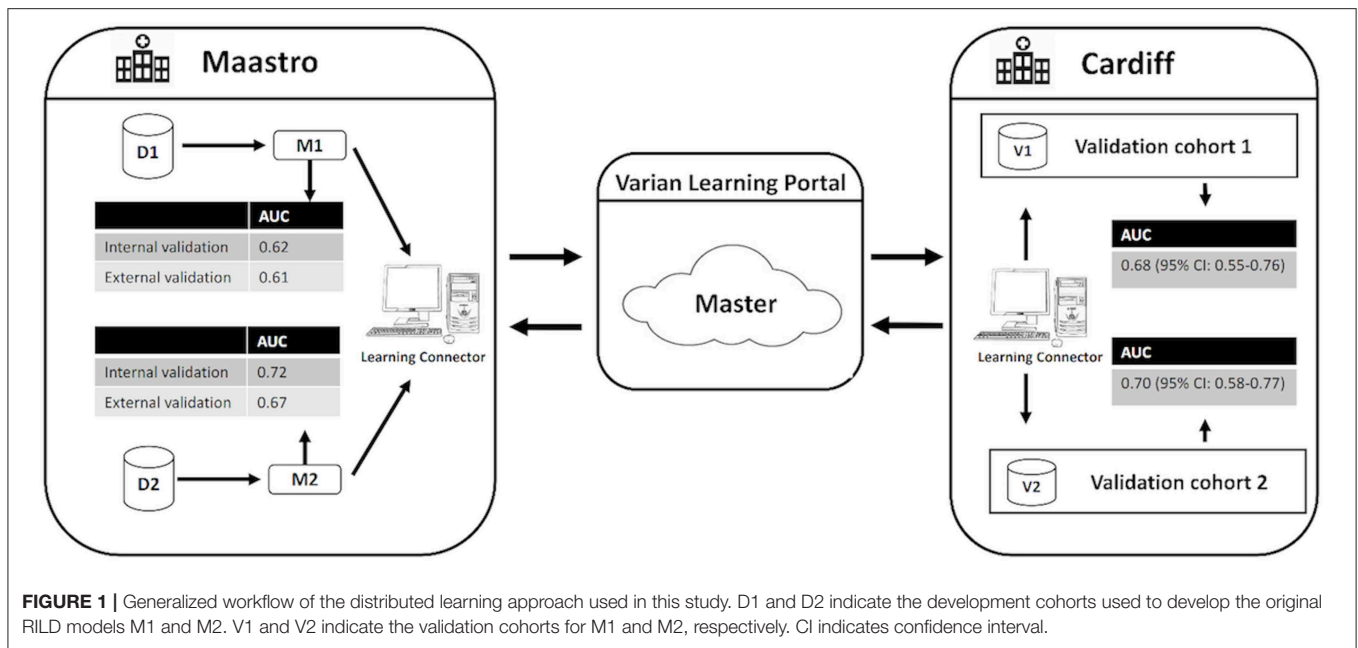 Maastro
D1
M1
AUC
Internal validation 0.62
External validation 0.61
AUC
Internal validation 0.72
External validation 0.67
D2
M2
Learning Connector
Varian Learning Portal
Master
Cardiff
V1
Validation cohort 1
AUC
0.68 (95% CI: 0.55-0.76)
Learning Connector
AUC
0.70 (95% CI: 0.58-0.77)
V2
Validation cohort 2
FIGURE 1 | Generalized workflow of the distributed learning approach used in this study. D1 and D2 indicate the development cohorts used to develop the original
RILD models M1 and M2. V1 and V2 indicate the validation cohorts for M1 and M2, respectively. CI indicates confidence interval.